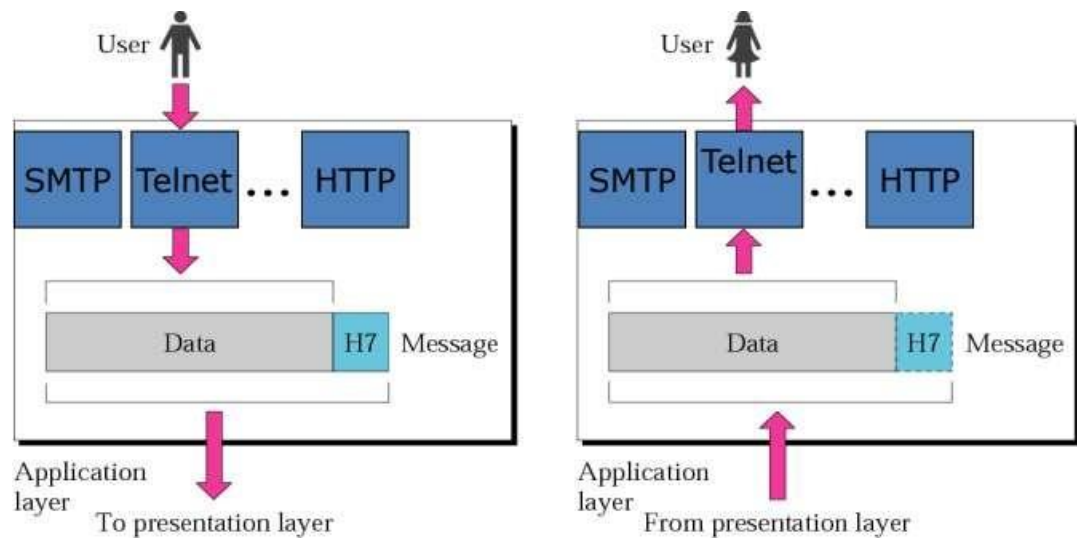 User
SMTP Telnet ... HTTP
Data H7 Message
Application
layer
To presentation layer
User
SMTP Telnet ... HTTP
Data H7 Message
Application
layer
From presentation layer